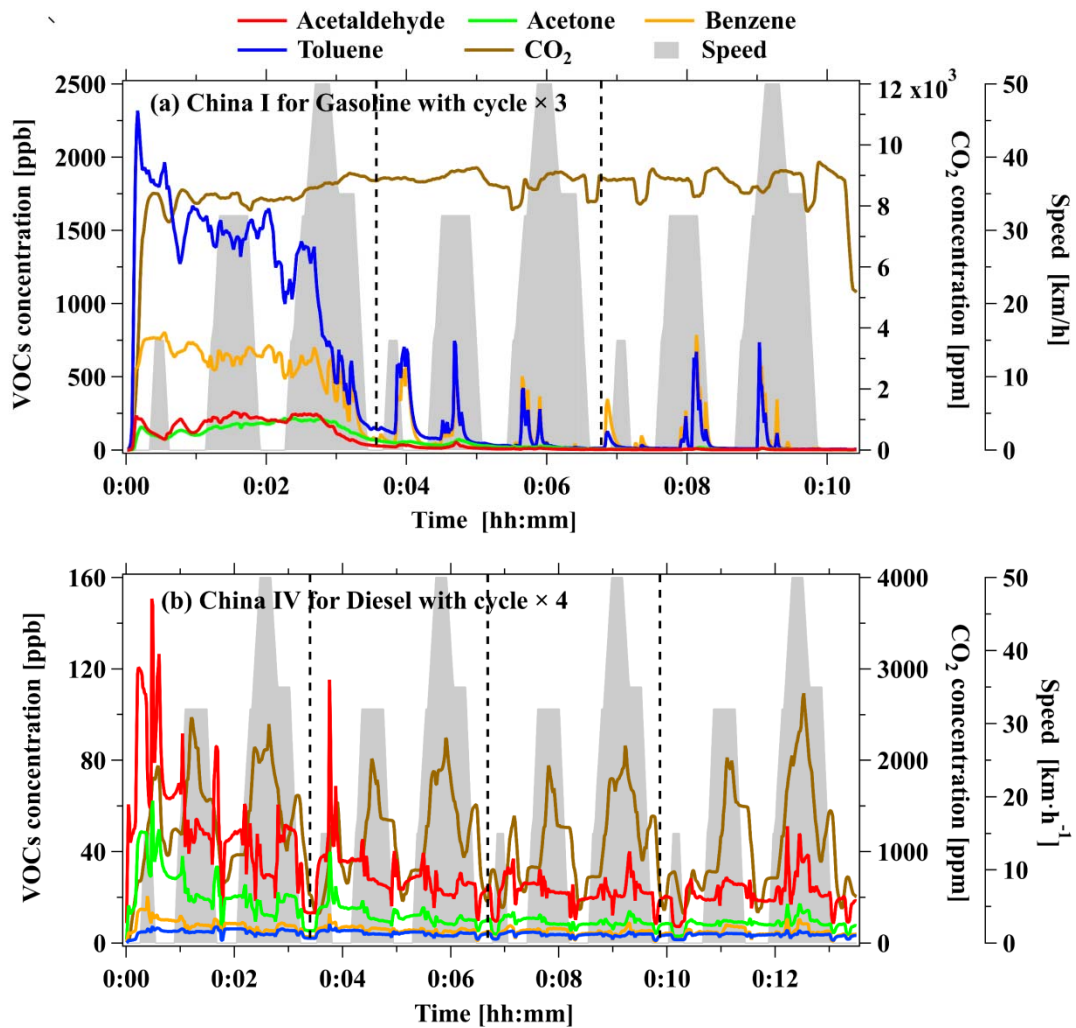 Acetaldehyde Acetone Benzene
Toluene CO₂ Speed
(a) China I for Gasoline with cycle × 3
VOCs concentration [ppb]
2500
2000
1500
1000
500
0
12 x10³
10
8
6
4
2
0
CO₂ concentration [ppm]
50
40
30
20
10
0
Speed [km/h]
0:00 0:02 0:04 0:06 0:08 0:10
Time [hh:mm]
(b) China IV for Diesel with cycle × 4
VOCs concentration [ppb]
160
120
80
40
0
4000
3000
2000
1000
0
CO₂ concentration [ppm]
50
40
30
20
10
0
Speed [km·h⁻¹]
0:00 0:02 0:04 0:06 0:08 0:10 0:12
Time [hh:mm]